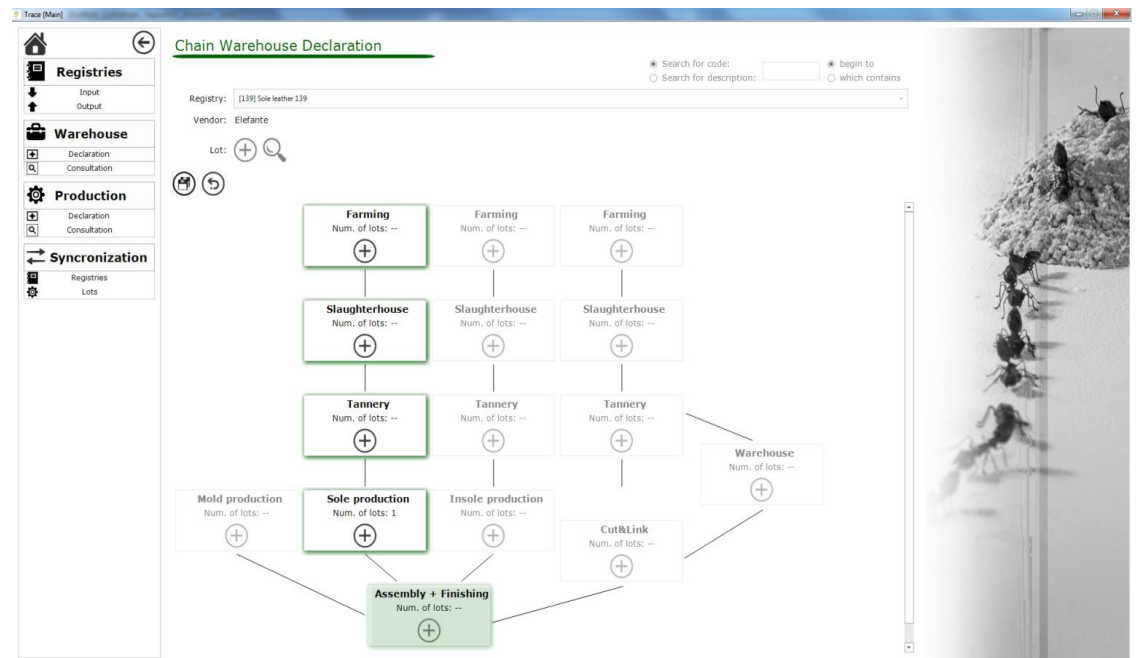 Trace [Main]
Registries
Input
Output
Warehouse
Declaration
Consultation
Production
Declaration
Consultation
Syncronization
Registries
Lots
Chain Warehouse Declaration
Search for code: begin to
Search for description: which contains
Registry: [139] Sole leather 139
Vendor: Elefante
Lot:
Farming Farming Farming
Num. of lots: -- Num. of lots: -- Num. of lots: --
Slaughterhouse Slaughterhouse Slaughterhouse
Num. of lots: -- Num. of lots: -- Num. of lots: --
Tannery Tannery Tannery
Num. of lots: -- Num. of lots: -- Num. of lots: --
Warehouse
Num. of lots: --
Mold production Sole production Insole production
Num. of lots: -- Num. of lots: 1 Num. of lots: --
Cut&Link
Num. of lots: --
Assembly + Finishing
Num. of lots: --